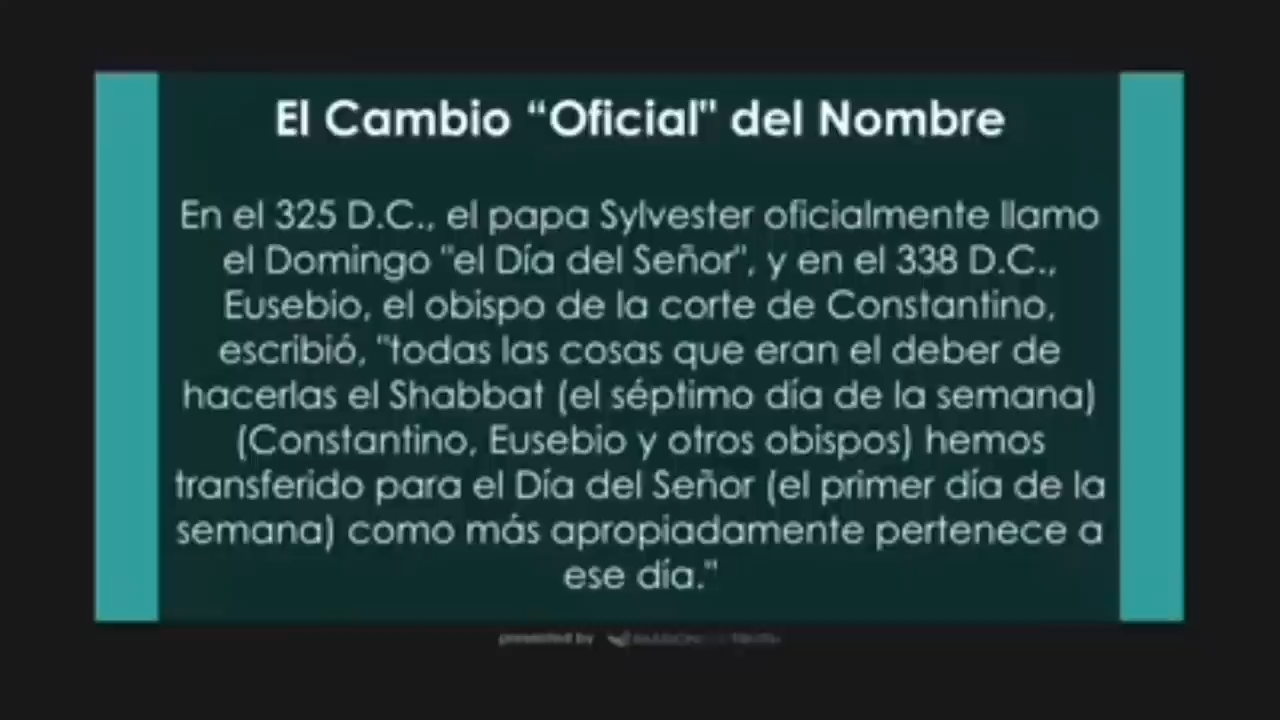 El Cambio “Oficial" del Nombre
En el 325 D.C., el papa Sylvester oficialmente llamo
el Domingo "el Día del Señor", y en el 338 D.C.,
Eusebio, el obispo de la corte de Constantino,
escribió, "todas las cosas que eran el deber de
hacerlas el Shabbat (el séptimo día de la semana)
(Constantino, Eusebio y otros obispos) hemos
transferido para el Día del Señor (el primer día de la
semana) como más apropiadamente pertenece a
ese día."
presented by